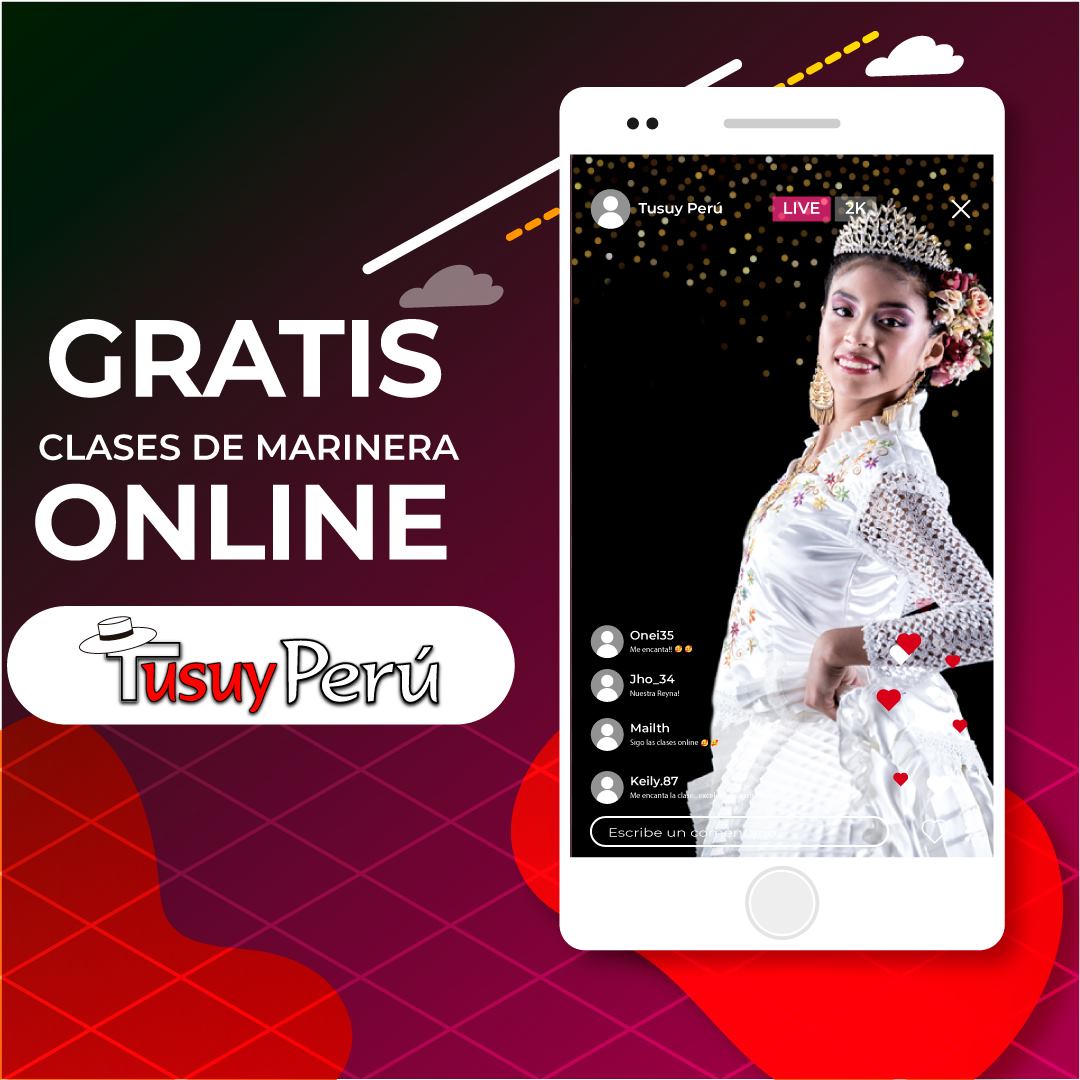 GRATIS
CLASES DE MARINERA
ONLINE
Tusuy Perú
Tusuy Perú
LIVE
2K
Onei35
Me encanta!!
Jho_34
Nuestra Reyna!
Mailth
Sigo las clases online
Keily.87
Me encanta la clase,
Escribe un comentario